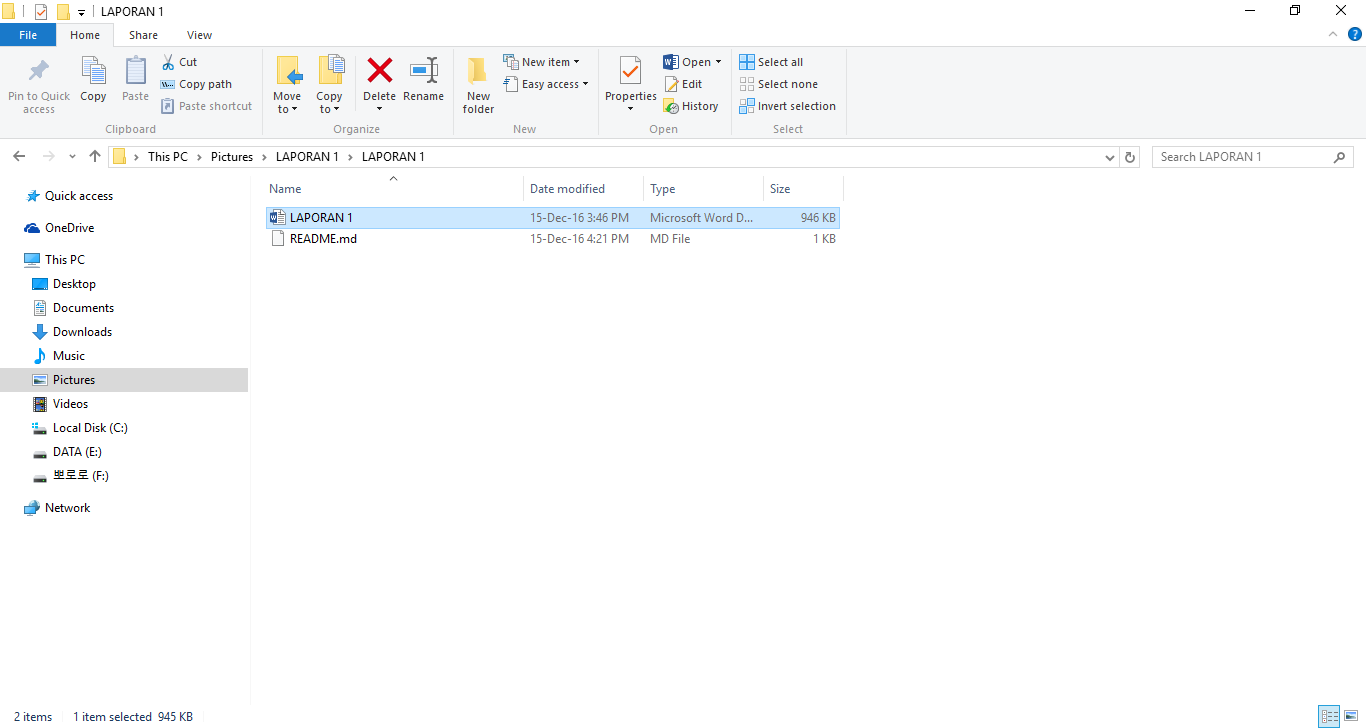 LAPORAN 1
File Home Share View
Pin to Quick access
Copy
Paste
Cut
Copy path
Paste shortcut
Clipboard
Move to
Copy to
Delete
Rename
Organize
New folder
New item
Easy access
New
Properties
Open
Edit
History
Open
Select all
Select none
Invert selection
Select
This PC Pictures LAPORAN 1 LAPORAN 1
Search LAPORAN 1
Quick access
OneDrive
This PC
Desktop
Documents
Downloads
Music
Pictures
Videos
Local Disk (C:)
DATA (E:)
뽀로로 (F:)
Network
Name Date modified Type Size
LAPORAN 1 15-Dec-16 3:46 PM Microsoft Word D... 946 KB
README.md 15-Dec-16 4:21 PM MD File 1 KB
2 items 1 item selected 945 KB